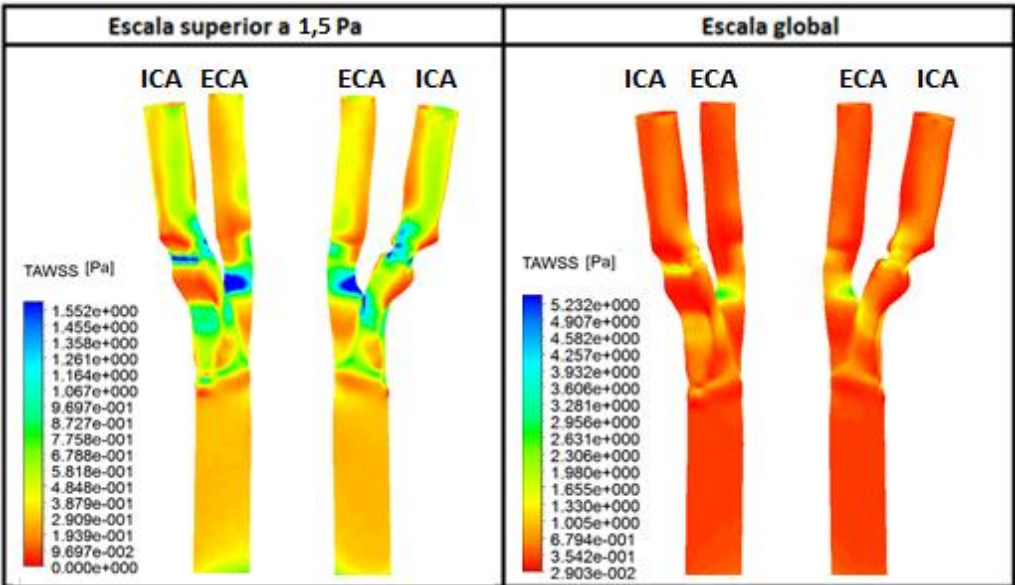 Escala superior a 1,5 Pa
Escala global
ICA ECA
ECA ICA
TAWSS [Pa]
1.552e+000
1.455e+000
1.358e+000
1.261e+000
1.164e+000
1.067e+000
9.697e-001
8.727e-001
7.758e-001
6.788e-001
5.818e-001
4.848e-001
3.879e-001
2.909e-001
1.939e-001
9.697e-002
0.000e+000
ICA ECA
ECA ICA
TAWSS [Pa]
5.232e+000
4.907e+000
4.582e+000
4.257e+000
3.932e+000
3.606e+000
3.281e+000
2.956e+000
2.631e+000
2.306e+000
1.980e+000
1.655e+000
1.330e+000
1.005e+000
6.794e-001
3.542e-001
2.903e-002